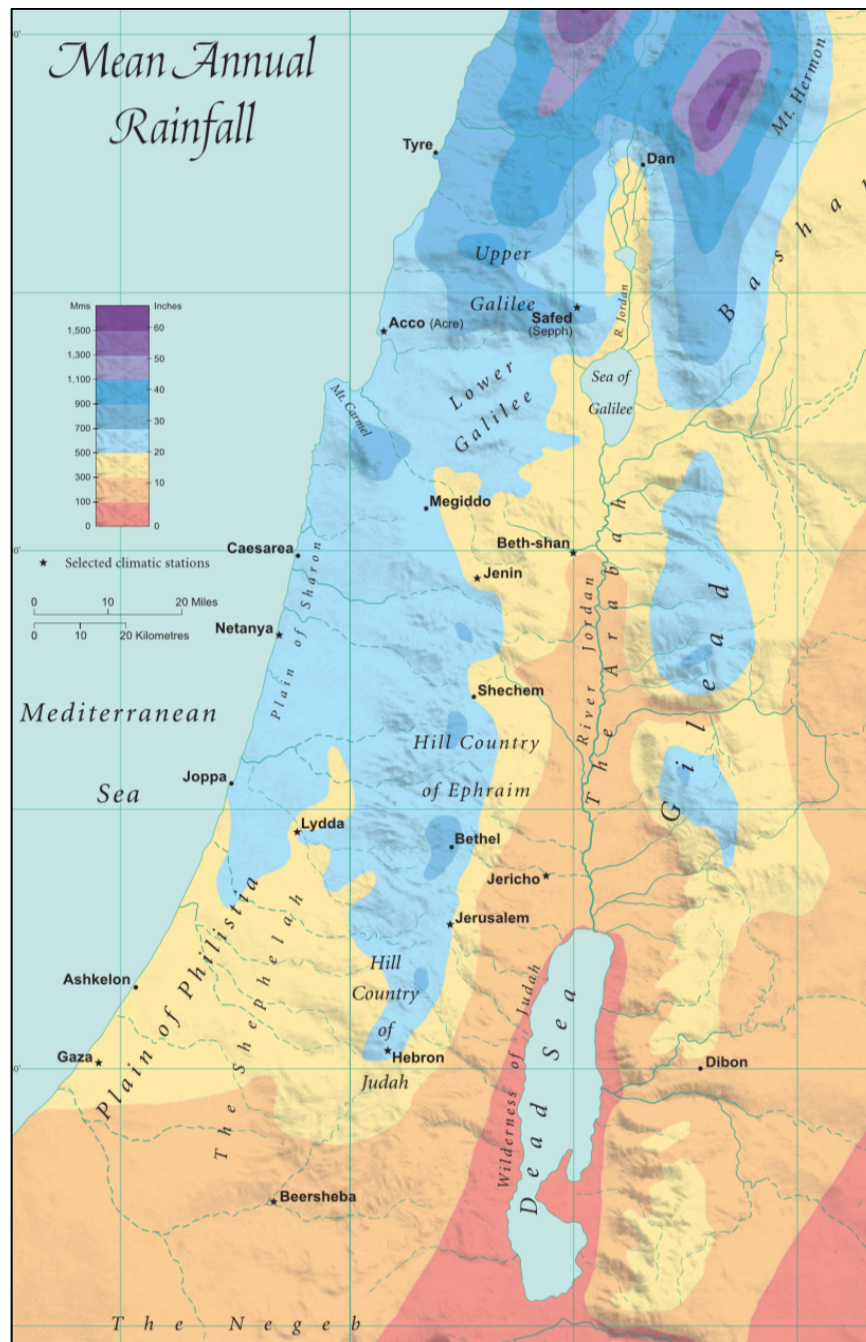 Mean Annual
Rainfall
Mt. Hermon
Tyre
Dan
Bashan
Upper
Galilee
R. Jordan
Acco (Acre)
Safed
(Sepph)
Mms
Inches
1,500
60
1,300
50
1,100
40
900
30
700
20
500
300
10
100
0
0
Sea of
Galilee
Lower
Galilee
Mt. Carmel
Megiddo
Caesarea
Beth-shan
Selected climatic stations
Jenin
0
10
20 Miles
0
10
20 Kilometres
Netanya
Plain of Sharon
River Jordan
The Arabah
Gilead
Shechem
Mediterranean
Sea
Hill Country
of Ephraim
Joppa
Lydda
Bethel
Jericho
Jerusalem
Plain of Philistia
The Shephelah
Ashkelon
Hill
Country
of
Judah
Hebron
Gaza
Wilderness of Judah
Dead Sea
Dibon
Beersheba
The Negeb